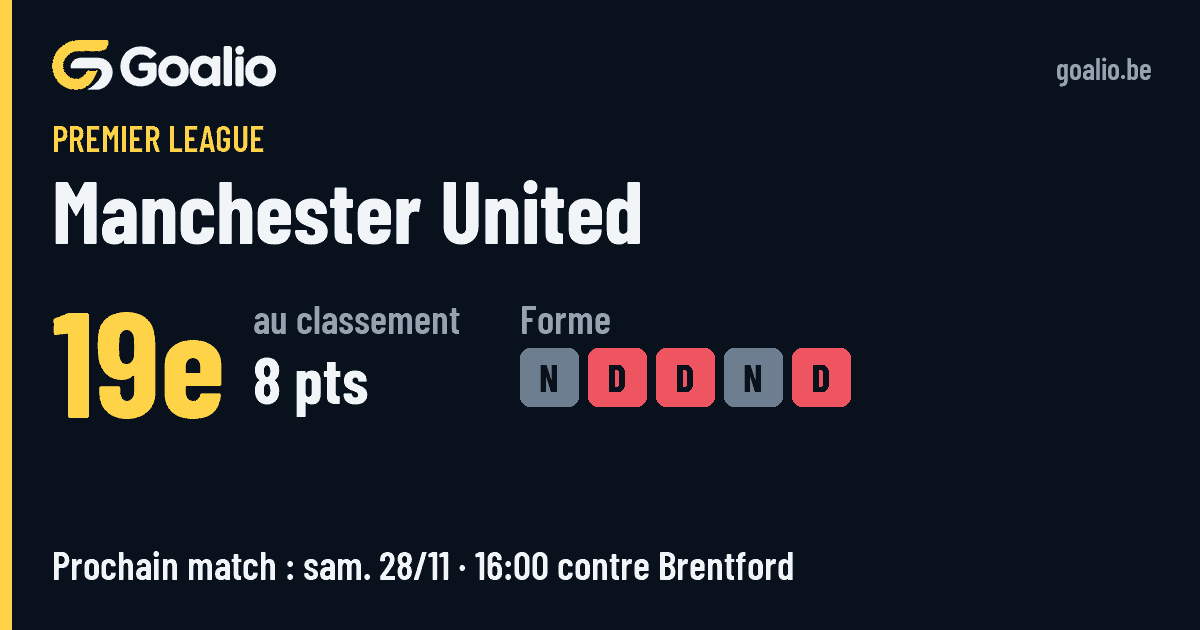 Goalio
goalio.be
PREMIER LEAGUE
Manchester United
19e
au classement
8 pts
Forme
N D D N D
Prochain match : sam. 28/11 · 16:00 contre Brentford